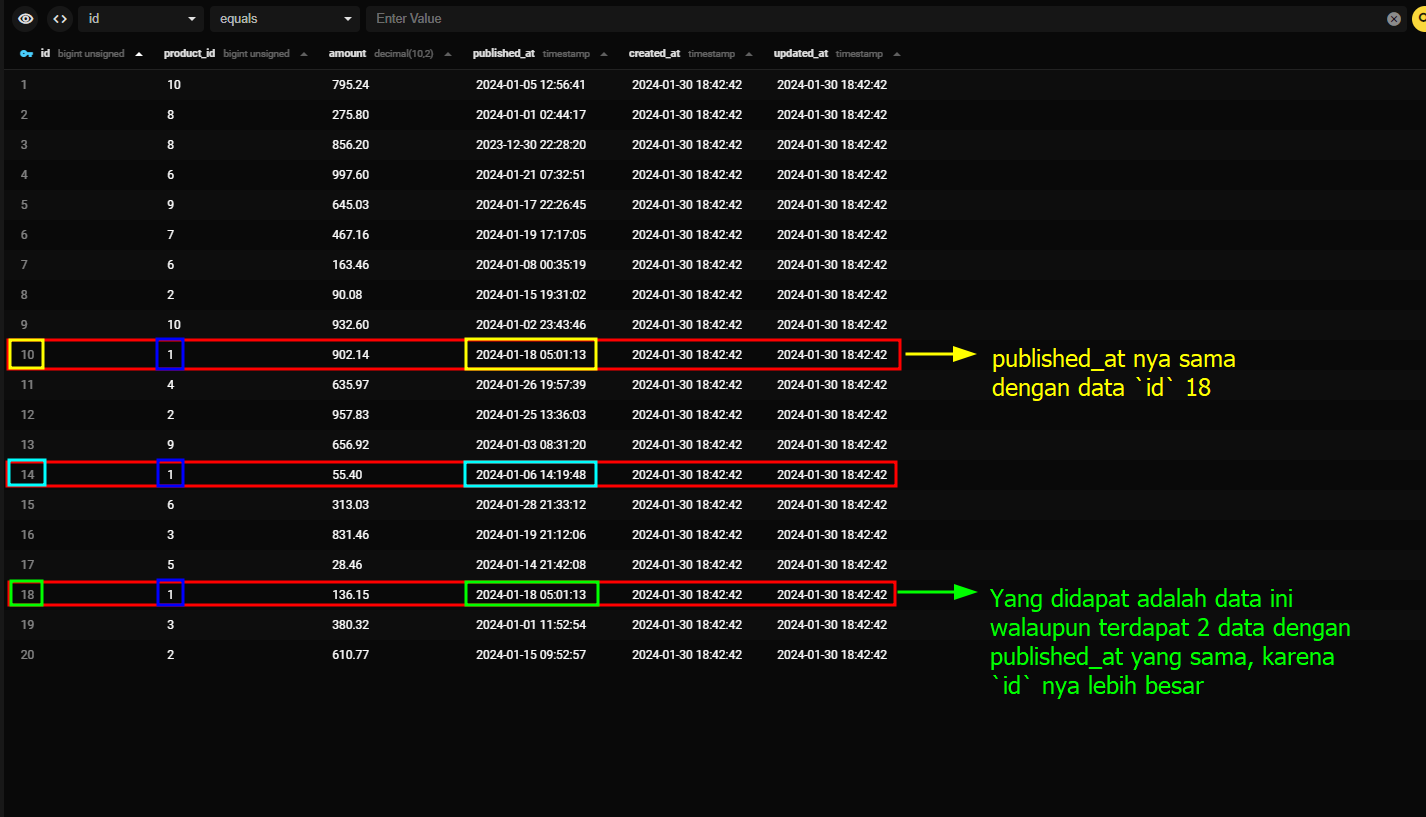 id equals Enter Value
id bigint unsigned product_id bigint unsigned amount decimal(10,2) published_at timestamp created_at timestamp updated_at timestamp
1 10 795.24 2024-01-05 12:56:41 2024-01-30 18:42:42 2024-01-30 18:42:42
2 8 275.80 2024-01-01 02:44:17 2024-01-30 18:42:42 2024-01-30 18:42:42
3 8 856.20 2023-12-30 22:28:20 2024-01-30 18:42:42 2024-01-30 18:42:42
4 6 997.60 2024-01-21 07:32:51 2024-01-30 18:42:42 2024-01-30 18:42:42
5 9 645.03 2024-01-17 22:26:45 2024-01-30 18:42:42 2024-01-30 18:42:42
6 7 467.16 2024-01-19 17:17:05 2024-01-30 18:42:42 2024-01-30 18:42:42
7 6 163.46 2024-01-08 00:35:19 2024-01-30 18:42:42 2024-01-30 18:42:42
8 2 90.08 2024-01-15 19:31:02 2024-01-30 18:42:42 2024-01-30 18:42:42
9 10 932.60 2024-01-02 23:43:46 2024-01-30 18:42:42 2024-01-30 18:42:42
10 1 902.14 2024-01-18 05:01:13 2024-01-30 18:42:42 2024-01-30 18:42:42
published_at nya sama
dengan data `id` 18
11 4 635.97 2024-01-26 19:57:39 2024-01-30 18:42:42 2024-01-30 18:42:42
12 2 957.83 2024-01-25 13:36:03 2024-01-30 18:42:42 2024-01-30 18:42:42
13 9 656.92 2024-01-03 08:31:20 2024-01-30 18:42:42 2024-01-30 18:42:42
14 1 55.40 2024-01-06 14:19:48 2024-01-30 18:42:42 2024-01-30 18:42:42
15 6 313.03 2024-01-28 21:33:12 2024-01-30 18:42:42 2024-01-30 18:42:42
16 3 831.46 2024-01-19 21:12:06 2024-01-30 18:42:42 2024-01-30 18:42:42
17 5 28.46 2024-01-14 21:42:08 2024-01-30 18:42:42 2024-01-30 18:42:42
18 1 136.15 2024-01-18 05:01:13 2024-01-30 18:42:42 2024-01-30 18:42:42
Yang didapat adalah data ini
walaupun terdapat 2 data dengan
published_at yang sama, karena
`id` nya lebih besar
19 3 380.32 2024-01-01 11:52:54 2024-01-30 18:42:42 2024-01-30 18:42:42
20 2 610.77 2024-01-15 09:52:57 2024-01-30 18:42:42 2024-01-30 18:42:42